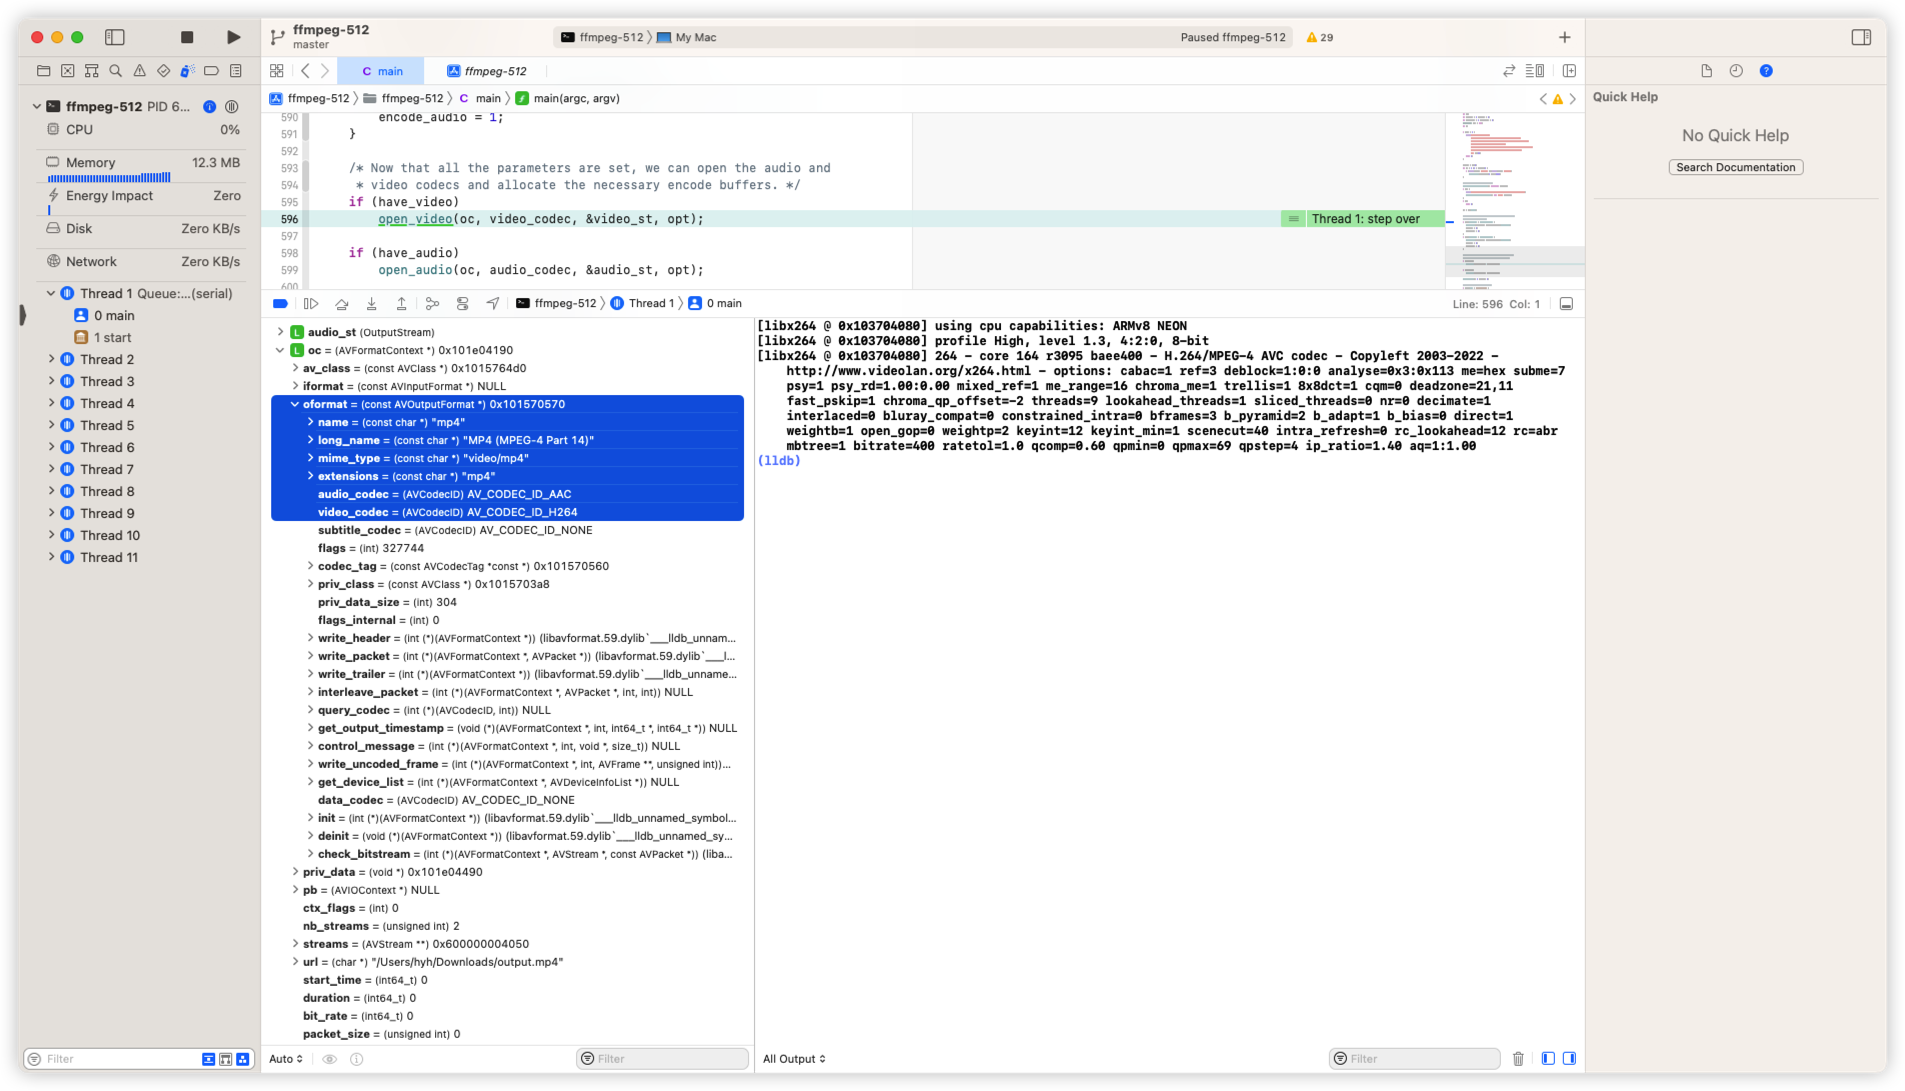 ffmpeg-512
master
ffmpeg-512 My Mac
Paused ffmpeg-512
29
C main
ffmpeg-512
ffmpeg-512 ffmpeg-512 C main main(argc, argv)
ffmpeg-512 PID 6...
CPU 0%
Memory 12.3 MB
Energy Impact Zero
Disk Zero KB/s
Network Zero KB/s
Thread 1 Queue:...(serial)
0 main
1 start
Thread 2
Thread 3
Thread 4
Thread 5
Thread 6
Thread 7
Thread 8
Thread 9
Thread 10
Thread 11
Filter
590 encode_audio = 1;
591 }
592
593 /* Now that all the parameters are set, we can open the audio and
594 * video codecs and allocate the necessary encode buffers. */
595 if (have_video)
596 open_video(oc, video_codec, &video_st, opt);
Thread 1: step over
597
598 if (have_audio)
599 open_audio(oc, audio_codec, &audio_st, opt);
600
ffmpeg-512 Thread 1 0 main
Line: 596 Col: 1
L audio_st (OutputStream)
L oc = (AVFormatContext *) 0x101e04190
av_class = (const AVClass *) 0x1015764d0
iformat = (const AVInputFormat *) NULL
oformat = (const AVOutputFormat *) 0x101570570
name = (const char *) "mp4"
long_name = (const char *) "MP4 (MPEG-4 Part 14)"
mime_type = (const char *) "video/mp4"
extensions = (const char *) "mp4"
audio_codec = (AVCodecID) AV_CODEC_ID_AAC
video_codec = (AVCodecID) AV_CODEC_ID_H264
subtitle_codec = (AVCodecID) AV_CODEC_ID_NONE
flags = (int) 327744
codec_tag = (const AVCodecTag *const *) 0x101570560
priv_class = (const AVClass *) 0x1015703a8
priv_data_size = (int) 304
flags_internal = (int) 0
write_header = (int (*)(AVFormatContext *)) (libavformat.59.dylib`___lldb_unnam...
write_packet = (int (*)(AVFormatContext *, AVPacket *)) (libavformat.59.dylib`___l...
write_trailer = (int (*)(AVFormatContext *)) (libavformat.59.dylib`___lldb_unname...
interleave_packet = (int (*)(AVFormatContext *, AVPacket *, int, int)) NULL
query_codec = (int (*)(AVCodecID, int)) NULL
get_output_timestamp = (void (*)(AVFormatContext *, int, int64_t *, int64_t *)) NULL
control_message = (int (*)(AVFormatContext *, int, void *, size_t)) NULL
write_uncoded_frame = (int (*)(AVFormatContext *, int, AVFrame **, unsigned int))...
get_device_list = (int (*)(AVFormatContext *, AVDeviceInfoList *)) NULL
data_codec = (AVCodecID) AV_CODEC_ID_NONE
init = (int (*)(AVFormatContext *)) (libavformat.59.dylib`___lldb_unnamed_symbol...
deinit = (void (*)(AVFormatContext *)) (libavformat.59.dylib`___lldb_unnamed_sy...
check_bitstream = (int (*)(AVFormatContext *, AVStream *, const AVPacket *)) (liba...
priv_data = (void *) 0x101e04490
pb = (AVIOContext *) NULL
ctx_flags = (int) 0
nb_streams = (unsigned int) 2
streams = (AVStream **) 0x600000004050
url = (char *) "/Users/hyh/Downloads/output.mp4"
start_time = (int64_t) 0
duration = (int64_t) 0
bit_rate = (int64_t) 0
packet_size = (unsigned int) 0
Auto
Filter
[libx264 @ 0x103704080] using cpu capabilities: ARMv8 NEON
[libx264 @ 0x103704080] profile High, level 1.3, 4:2:0, 8-bit
[libx264 @ 0x103704080] 264 - core 164 r3095 baee400 - H.264/MPEG-4 AVC codec - Copyleft 2003-2022 -
http://www.videolan.org/x264.html - options: cabac=1 ref=3 deblock=1:0:0 analyse=0x3:0x113 me=hex subme=7
psy=1 psy_rd=1.00:0.00 mixed_ref=1 me_range=16 chroma_me=1 trellis=1 8x8dct=1 cqm=0 deadzone=21,11
fast_pskip=1 chroma_qp_offset=-2 threads=9 lookahead_threads=1 sliced_threads=0 nr=0 decimate=1
interlaced=0 bluray_compat=0 constrained_intra=0 bframes=3 b_pyramid=2 b_adapt=1 b_bias=0 direct=1
weightb=1 open_gop=0 weightp=2 keyint=12 keyint_min=1 scenecut=40 intra_refresh=0 rc_lookahead=12 rc=abr
mbtree=1 bitrate=400 ratetol=1.0 qcomp=0.60 qpmin=0 qpmax=69 qpstep=4 ip_ratio=1.40 aq=1:1.00
(lldb)
All Output
Filter
Quick Help
No Quick Help
Search Documentation